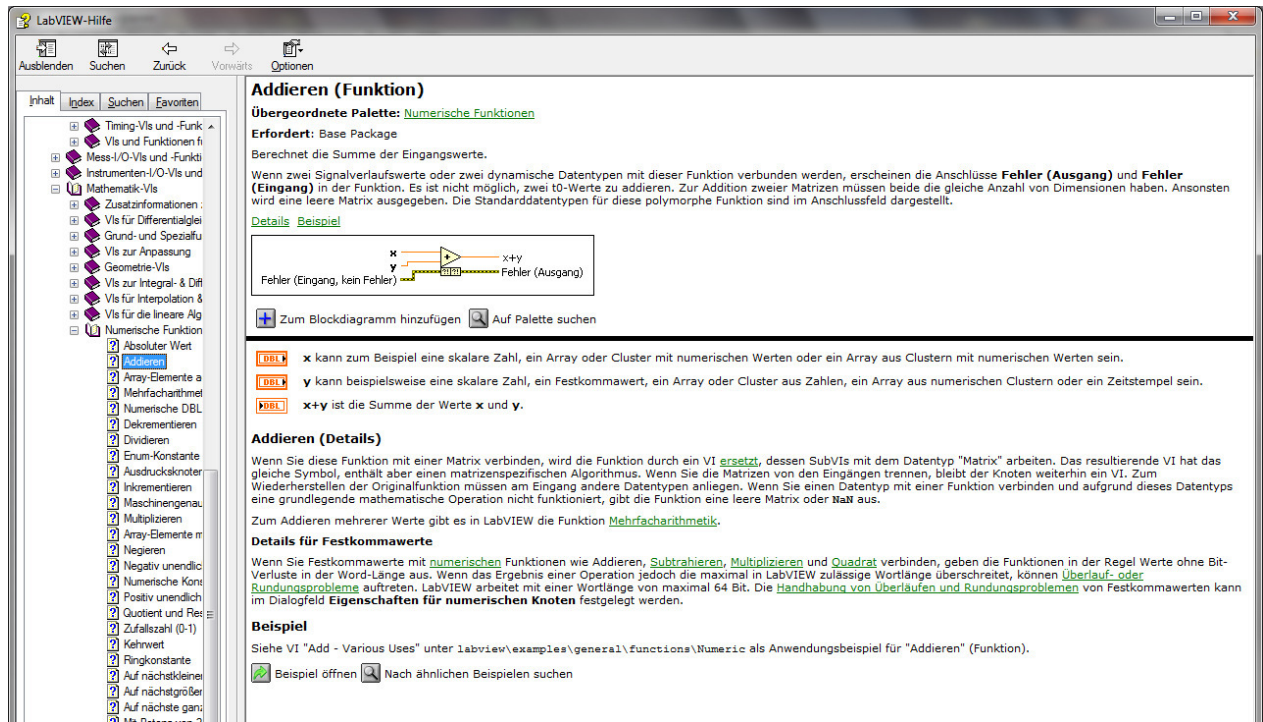 LabVIEW-Hilfe
Ausblenden Suchen Zurück Vorwärts Optionen
Inhalt Index Suchen Favoriten
Timing-VIs und -Funk
VIs und Funktionen f
Mess-I/O-VIs und -Funkti
Instrumenten-I/O-VIs und
Mathematik-VIs
Zusatzinformationen
VIs für Differentialglei
Grund- und Spezialfu
VIs zur Anpassung
Geometrie-VIs
VIs zur Integral- & Diff
VIs für Interpolation &
VIs für die lineare Alg
Numerische Funktion
Absoluter Wert
Addieren
Array-Elemente a
Mehrfacharithmet
Numerische DBL
Dekrementieren
Dividieren
Enum-Konstante
Ausdrucksknoten
Inkrementieren
Maschinengenau
Multiplizieren
Array-Elemente m
Negieren
Negativ unendlic
Numerische Kons
Positiv unendlich
Quotient und Res
Zufallszahl (0-1)
Kehrwert
Ringkonstante
Auf nächstkleiner
Auf nächstgrößer
Auf nächste ganz
Addieren (Funktion)
Übergeordnete Palette: Numerische Funktionen
Erfordert: Base Package
Berechnet die Summe der Eingangswerte.
Wenn zwei Signalverlaufswerte oder zwei dynamische Datentypen mit dieser Funktion verbunden werden, erscheinen die Anschlüsse Fehler (Ausgang) und Fehler
(Eingang) in der Funktion. Es ist nicht möglich, zwei t0-Werte zu addieren. Zur Addition zweier Matrizen müssen beide die gleiche Anzahl von Dimensionen haben. Ansonsten
wird eine leere Matrix ausgegeben. Die Standarddatentypen für diese polymorphe Funktion sind im Anschlussfeld dargestellt.
Details Beispiel
x
x+y
y
Fehler (Eingang, kein Fehler) ?!?! Fehler (Ausgang)
Zum Blockdiagramm hinzufügen Auf Palette suchen
DBL x kann zum Beispiel eine skalare Zahl, ein Array oder Cluster mit numerischen Werten oder ein Array aus Clustern mit numerischen Werten sein.
DBL y kann beispielsweise eine skalare Zahl, ein Festkommawert, ein Array oder Cluster aus Zahlen, ein Array aus numerischen Clustern oder ein Zeitstempel sein.
DBL x+y ist die Summe der Werte x und y.
Addieren (Details)
Wenn Sie diese Funktion mit einer Matrix verbinden, wird die Funktion durch ein VI ersetzt, dessen SubVIs mit dem Datentyp "Matrix" arbeiten. Das resultierende VI hat das
gleiche Symbol, enthält aber einen matrizenspezifischen Algorithmus. Wenn Sie die Matrizen von den Eingängen trennen, bleibt der Knoten weiterhin ein VI. Zum
Wiederherstellen der Originalfunktion müssen am Eingang andere Datentypen anliegen. Wenn Sie einen Datentyp mit einer Funktion verbinden und aufgrund dieses Datentyps
eine grundlegende mathematische Operation nicht funktioniert, gibt die Funktion eine leere Matrix oder NaN aus.
Zum Addieren mehrerer Werte gibt es in LabVIEW die Funktion Mehrfacharithmetik.
Details für Festkommawerte
Wenn Sie Festkommawerte mit numerischen Funktionen wie Addieren, Subtrahieren, Multiplizieren und Quadrat verbinden, geben die Funktionen in der Regel Werte ohne Bit-
Verluste in der Word-Länge aus. Wenn das Ergebnis einer Operation jedoch die maximal in LabVIEW zulässige Wortlänge überschreitet, können Überlauf- oder
Rundungsprobleme auftreten. LabVIEW arbeitet mit einer Wortlänge von maximal 64 Bit. Die Handhabung von Überläufen und Rundungsproblemen von Festkommawerten kann
im Dialogfeld Eigenschaften für numerischen Knoten festgelegt werden.
Beispiel
Siehe VI "Add - Various Uses" unter labview\examples\general\functions\Numeric als Anwendungsbeispiel für "Addieren" (Funktion).
Beispiel öffnen Nach ähnlichen Beispielen suchen